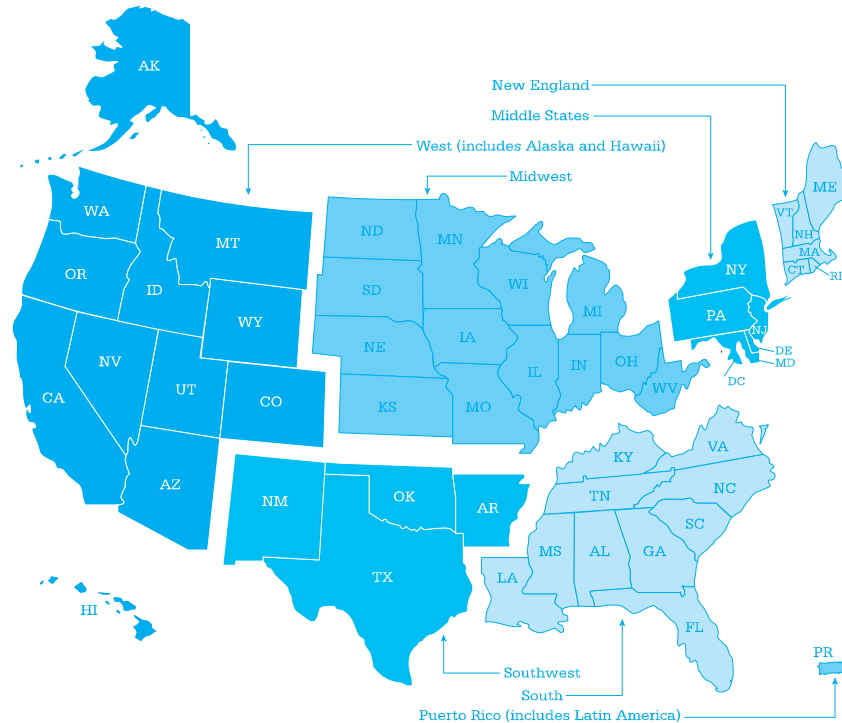 AK
New England
Middle States
West (includes Alaska and Hawaii)
Midwest
WA
MT
OR
ID
WY
NV
UT
CO
CA
AZ
ND
MN
SD
WI
MI
NE
IA
IL
IN
OH
WV
KS
MO
ME
VT
NH
MA
CT
RI
NY
PA
NJ
DE
MD
DC
NM
OK
AR
TX
KY
VA
TN
NC
SC
MS
AL
GA
LA
FL
HI
PR
Southwest
South
Puerto Rico (includes Latin America)